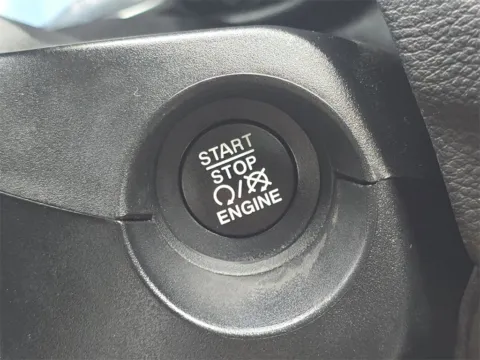 START
STOP
/
ENGINE